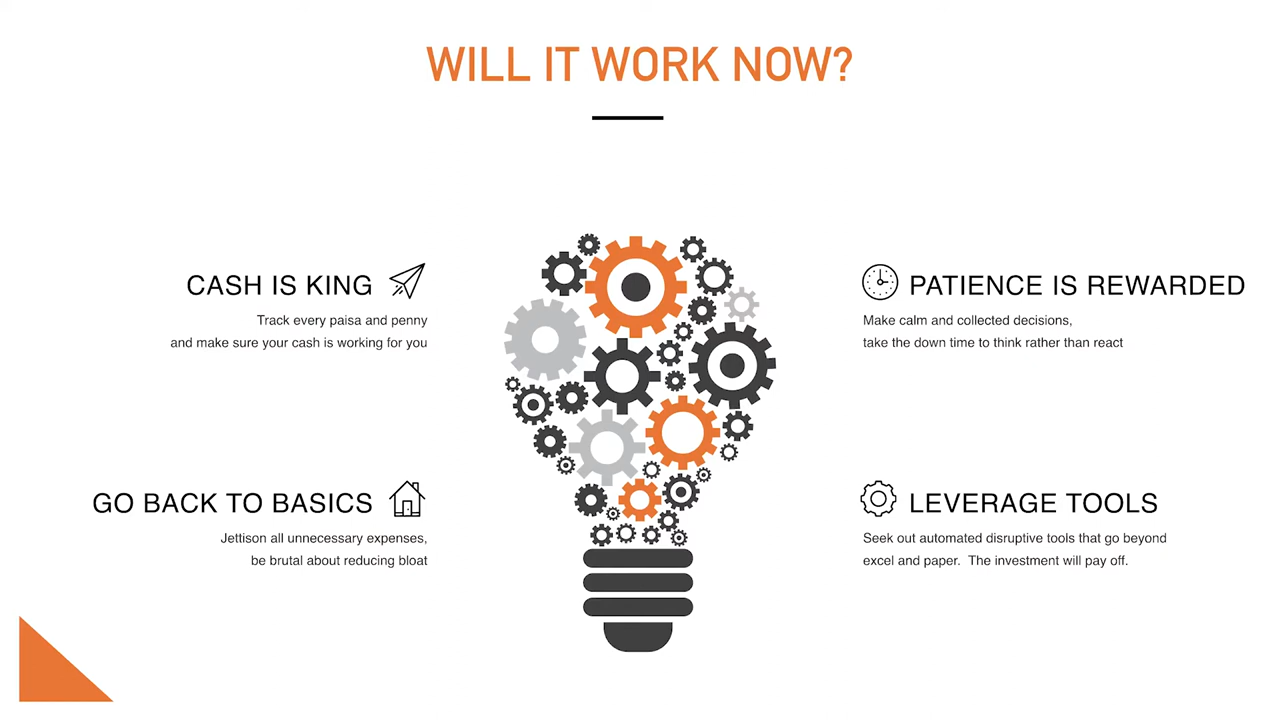 WILL IT WORK NOW?
CASH IS KING
Track every paisa and penny
and make sure your cash is working for you
PATIENCE IS REWARDED
Make calm and collected decisions,
take the down time to think rather than react
GO BACK TO BASICS
Jettison all unnecessary expenses,
be brutal about reducing bloat
LEVERAGE TOOLS
Seek out automated disruptive tools that go beyond
excel and paper.  The investment will pay off.